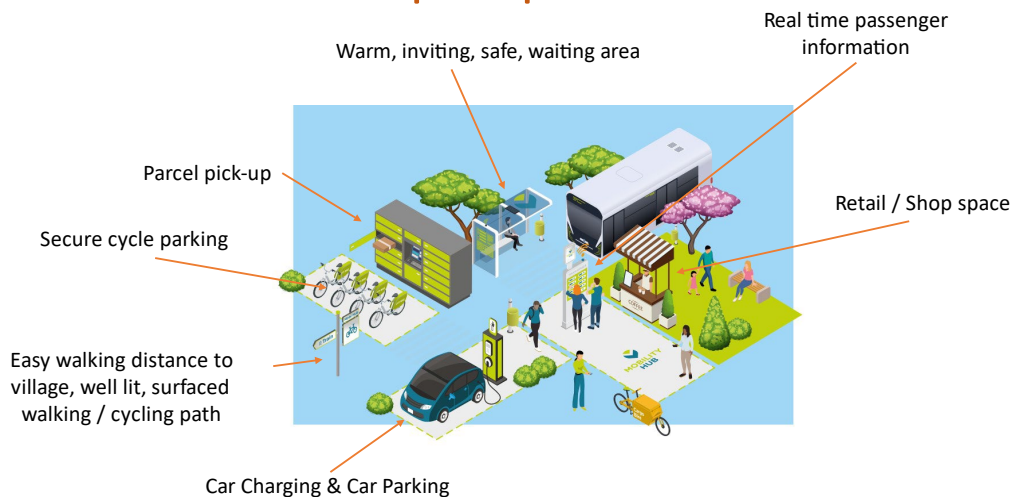 Real time passenger
information
Warm, inviting, safe, waiting area
Parcel pick-up
Retail / Shop space
Secure cycle parking
Easy walking distance to
village, well lit, surfaced
walking / cycling path
MOBILITY
HUB
COFFEE
Car Charging & Car Parking